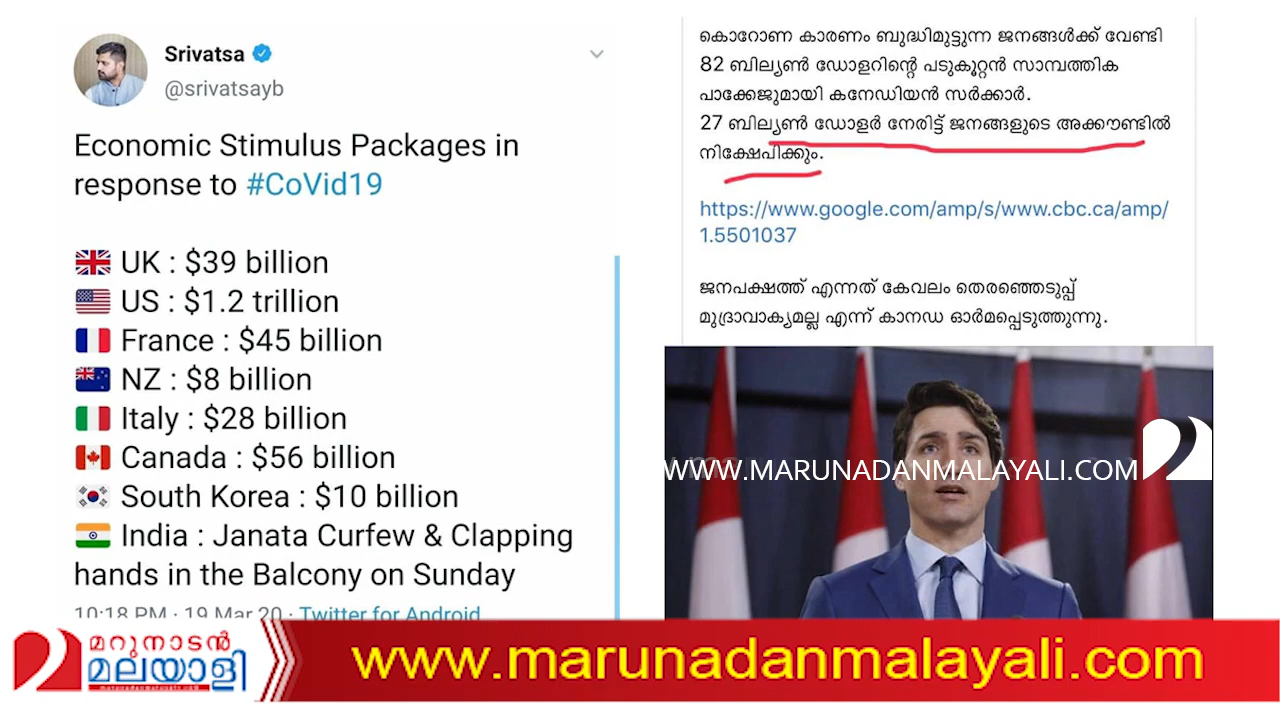 Srivatsa
@srivatsayb
Economic Stimulus Packages in
response to #CoVid19
UK : $39 billion
US : $1.2 trillion
France : $45 billion
NZ : $8 billion
Italy : $28 billion
Canada : $56 billion
South Korea : $10 billion
India : Janata Curfew & Clapping
hands in the Balcony on Sunday
10:18 PM · 19 Mar 20 · Twitter for Android
കൊറോണ കാരണം ബുദ്ധിമുട്ടുന്ന ജനങ്ങൾക്ക് വേണ്ടി
82 ബില്യൺ ഡോളറിന്റെ പടുകൂറ്റൻ സാമ്പത്തിക
പാക്കേജുമായി കനേഡിയൻ സർക്കാർ.
27 ബില്യൺ ഡോളർ നേരിട്ട് ജനങ്ങളുടെ അക്കൗണ്ടിൽ
നിക്ഷേപിക്കും.
https://www.google.com/amp/s/www.cbc.ca/amp/
1.5501037
ജനപക്ഷത്ത് എന്നത് കേവലം തെരഞ്ഞെടുപ്പ്
മുദ്രാവാക്യമല്ല എന്ന് കാനഡ ഓർമപ്പെടുത്തുന്നു.
WWW.MARUNADANMALAYALI.COM
മറുനാടൻ
മലയാളി
www.marunadanmalayali.com